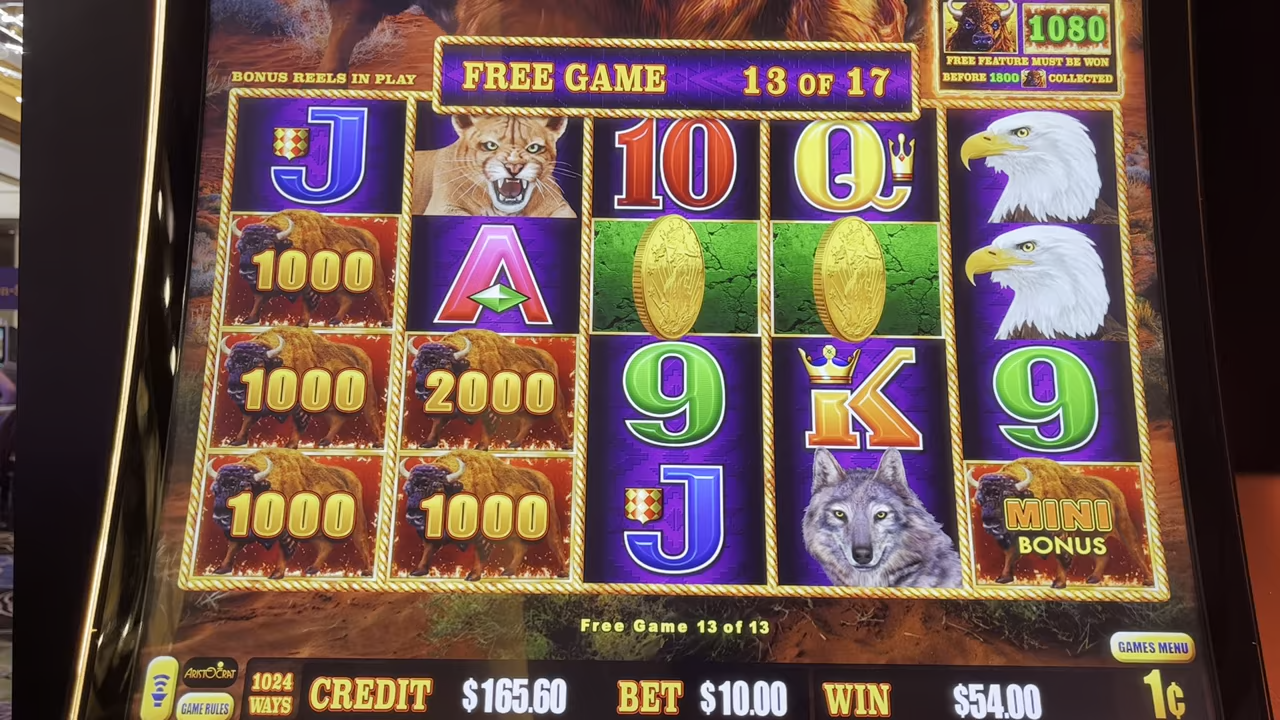 1080
FREE FEATURE MUST BE WON
BEFORE 1800 COLLECTED
BONUS REELS IN PLAY
FREE GAME 13 OF 17
J 10 Q
1000 A
1000 2000 9 K 9
1000 1000 J MINI
BONUS
Free Game 13 of 13
GAMES MENU
ARISTOCRAT
GAME RULES
1024
WAYS
CREDIT $165.60 BET $10.00 WIN $54.00 1¢